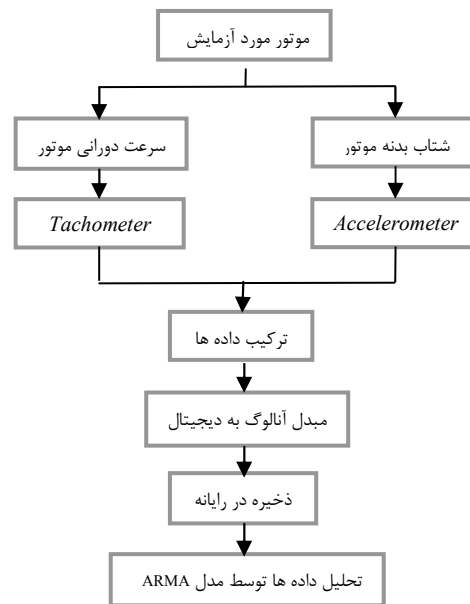 موتور مورد آزمایش
شتاب بدنه موتور
سرعت دورانی موتور
Accelerometer
Tachometer
ترکیب داده ها
مبدل آنالوگ به دیجیتال
ذخیره در رایانه
تحلیل داده ها توسط مدل ARMA